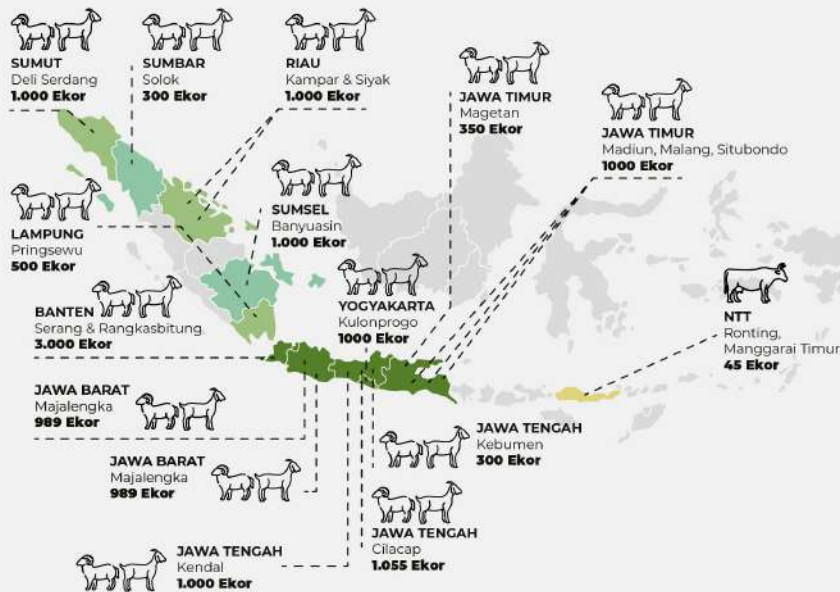 SUMUT
Deli Serdang
1.000 Ekor
SUMBAR
Solok
300 Ekor
RIAU
Kampar & Siyak
1.000 Ekor
JAWA TIMUR
Magetan
350 Ekor
JAWA TIMUR
Madiun, Malang, Situbondo
1000 Ekor
LAMPUNG
Pringsewu
500 Ekor
SUMSEL
Banyuasin
1.000 Ekor
BANTEN
Serang & Rangkasbitung
3.000 Ekor
YOGYAKARTA
Kulonprogo
1000 Ekor
NTT
Ronting,
Manggarai Timur
45 Ekor
JAWA BARAT
Majalengka
989 Ekor
JAWA TENGAH
Kebumen
300 Ekor
JAWA BARAT
Majalengka
989 Ekor
JAWA TENGAH
Cilacap
1.055 Ekor
JAWA TENGAH
Kendal
1.000 Ekor